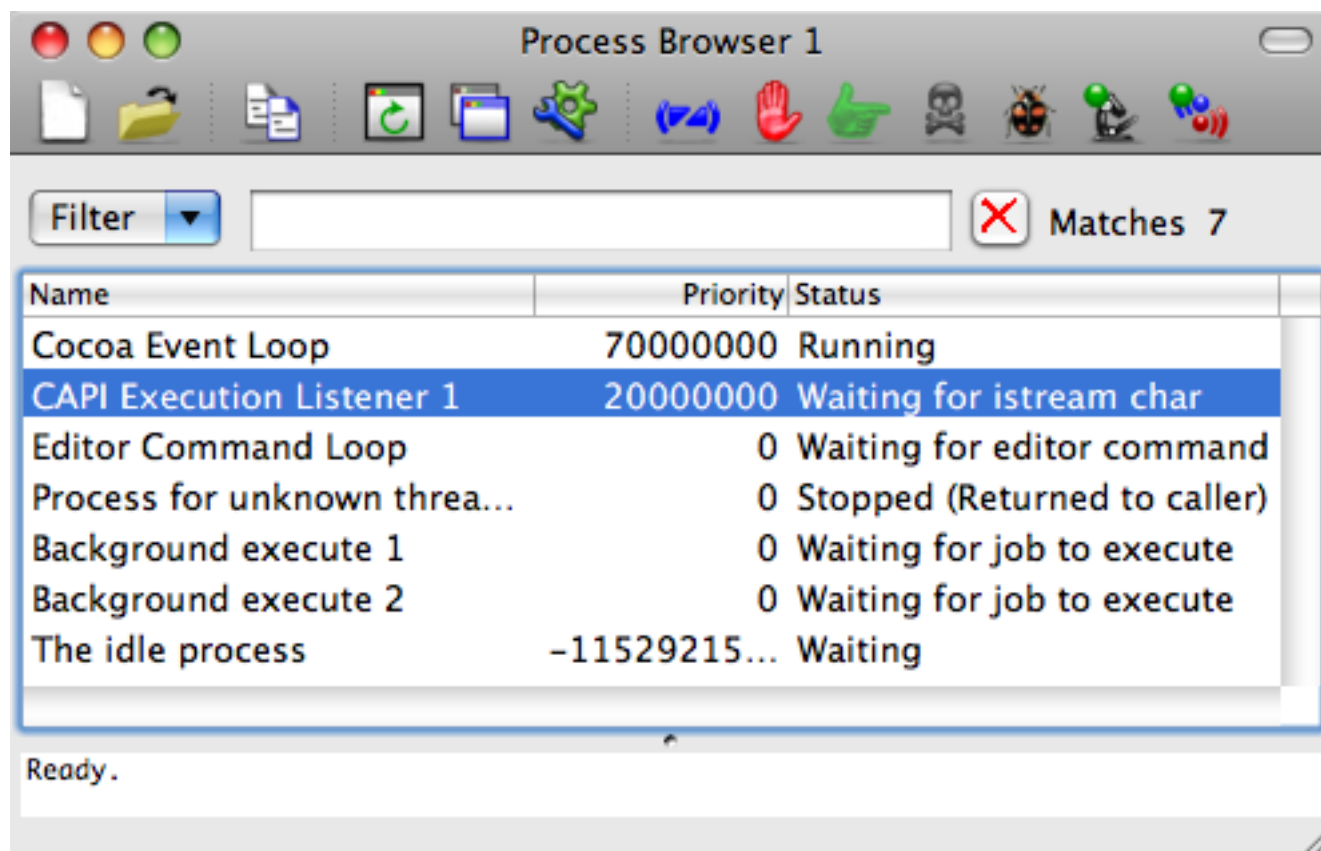 Process Browser 1
Filter Matches 7
Name Priority Status
Cocoa Event Loop 70000000 Running
CAPI Execution Listener 1 20000000 Waiting for istream char
Editor Command Loop 0 Waiting for editor command
Process for unknown threa... 0 Stopped (Returned to caller)
Background execute 1 0 Waiting for job to execute
Background execute 2 0 Waiting for job to execute
The idle process -11529215... Waiting
Ready.